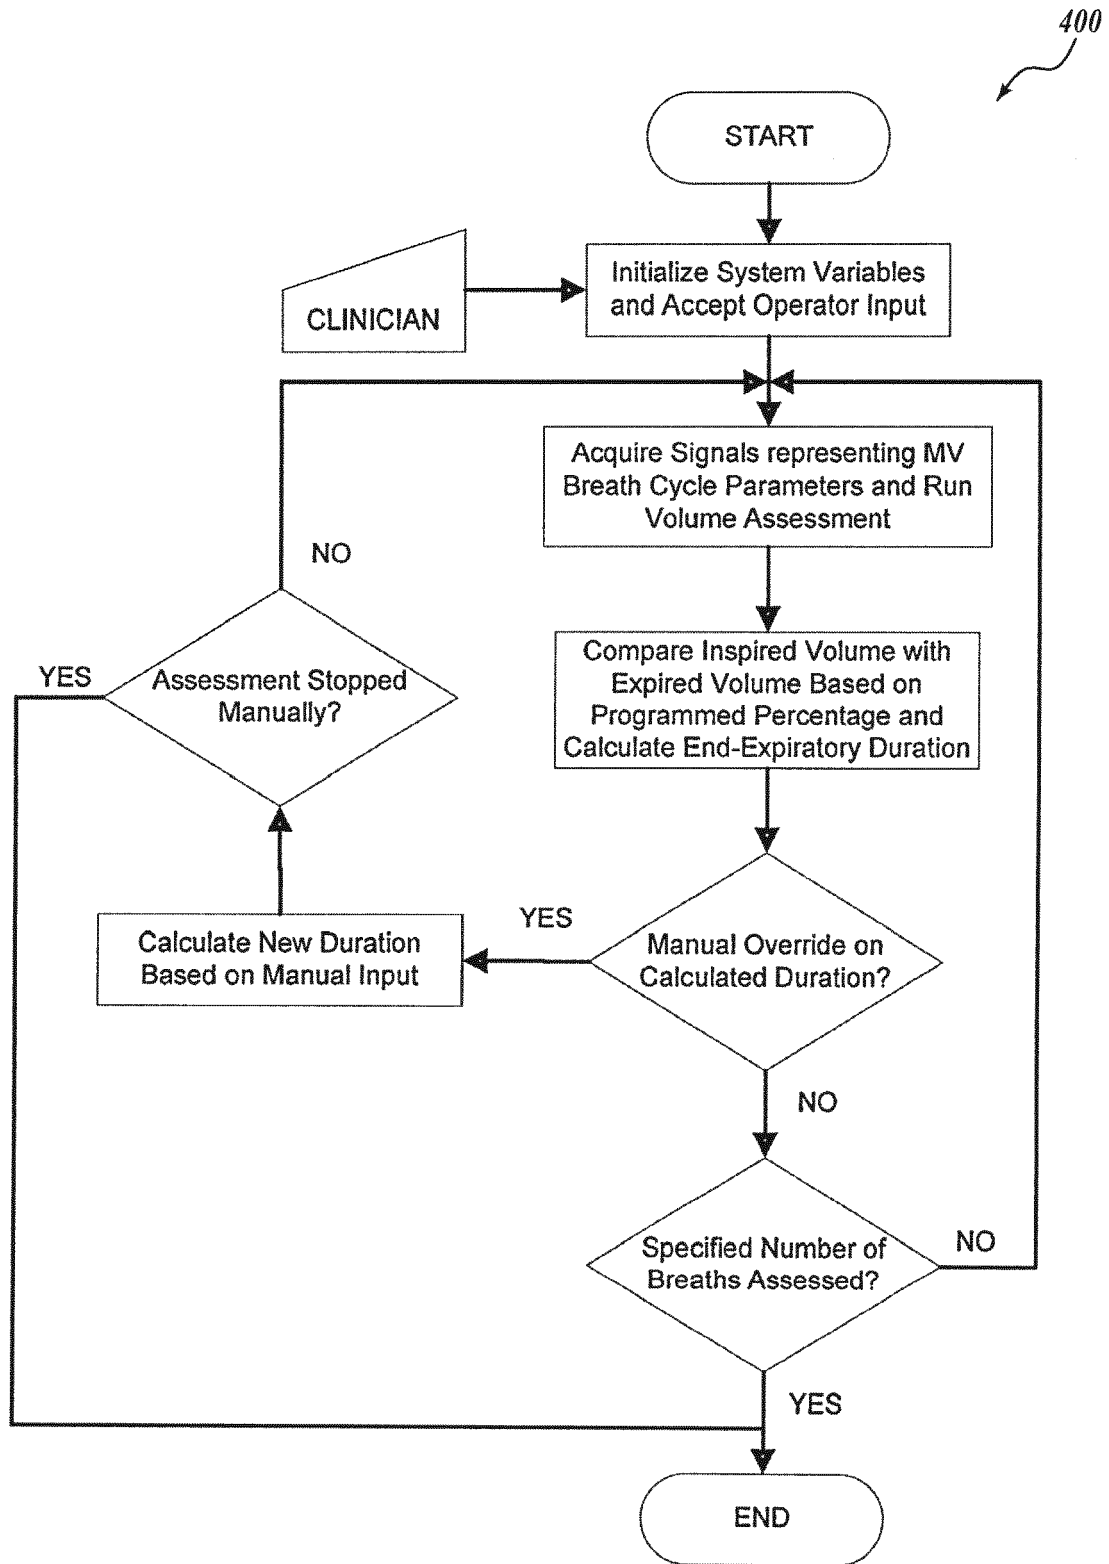 400
START
Initialize System Variables
and Accept Operator Input
CLINICIAN
Acquire Signals representing MV
Breath Cycle Parameters and Run
Volume Assessment
NO
Compare Inspired Volume with
Expired Volume Based on
Programmed Percentage and
Calculate End-Expiratory Duration
YES
Assessment Stopped
Manually?
YES
Manual Override on
Calculated Duration?
Calculate New Duration
Based on Manual Input
NO
Specified Number of
Breaths Assessed?
NO
YES
END